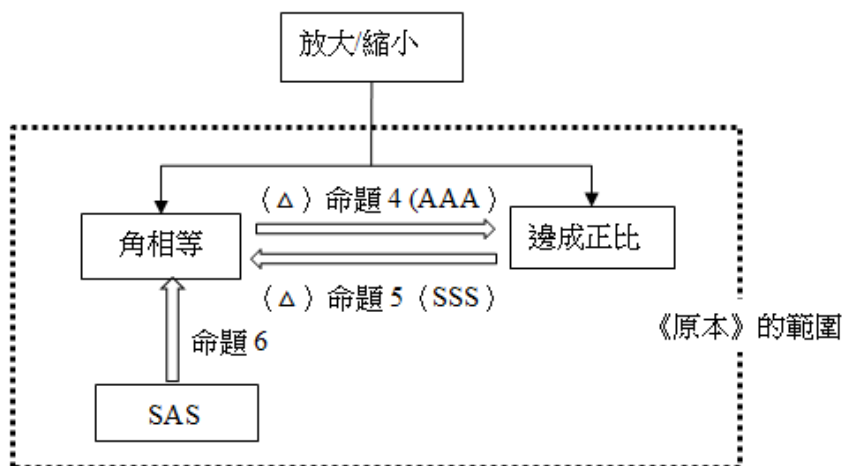 放大/縮小
(△) 命題 4 (AAA)
角相等
邊成正比
(△) 命題 5 (SSS)
《原本》的範圍
命題 6
SAS